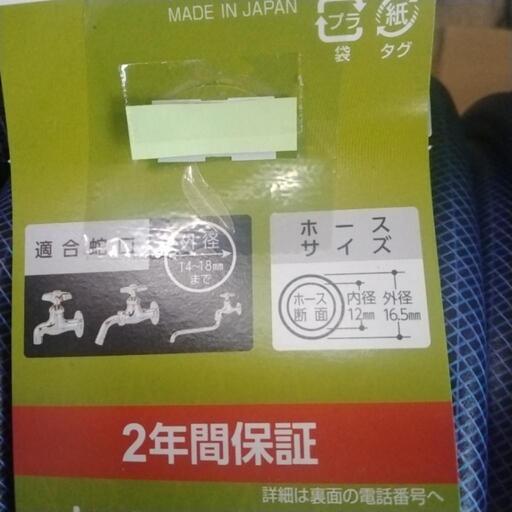 MADE IN JAPAN
プラ
紙
袋
タグ
適合蛇口
外径
14~18mm
まで
ホース
サイズ
ホース
断面
内径
12mm
外径
16.5mm
2年間保証
詳細は裏面の電話番号へ